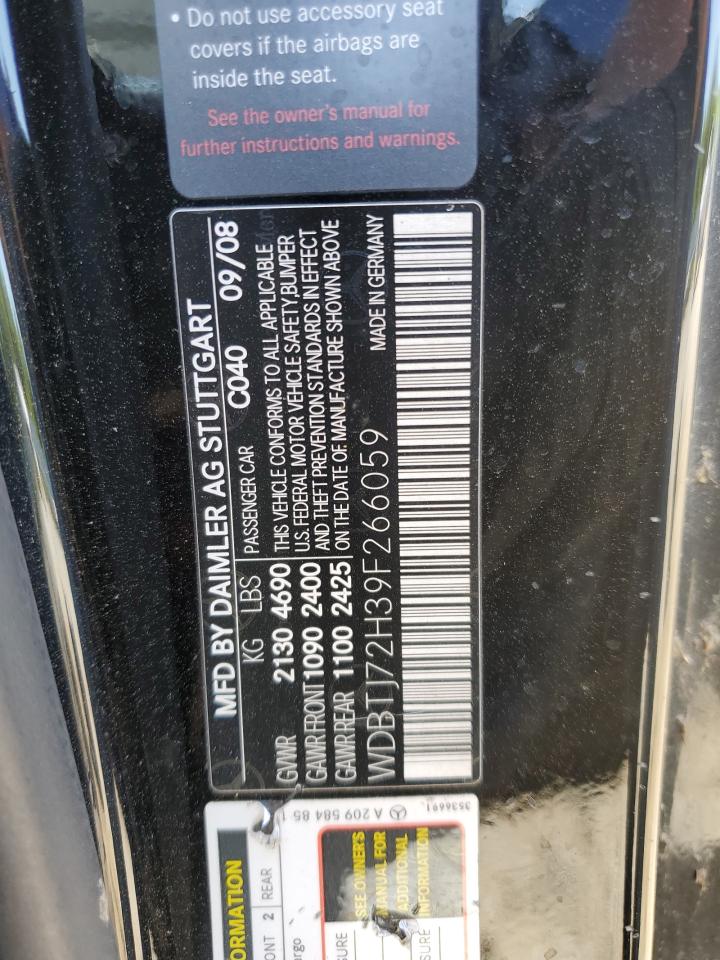 • Do not use accessory seat
covers if the airbags are
inside the seat.
See the owner's manual for
further instructions and warnings.
MFD BY DAIMLER AG STUTTGART
C040 09/08
KG LBS PASSENGER CAR
GVWR 2130 4690
GAWR FRONT 1090 2400
GAWR REAR 1100 2425
THIS VEHICLE CONFORMS TO ALL APPLICABLE
U.S. FEDERAL MOTOR VEHICLE SAFETY,BUMPER
AND THEFT PREVENTION STANDARDS IN EFFECT
ON THE DATE OF MANUFACTURE SHOWN ABOVE
WDBTJ72H39F266059 MADE IN GERMANY
ORMATION
ONT 2 REAR
argo
A 209 584 85
3536691
SEE OWNER'S
MANUAL FOR
ADDITIONAL
INFORMATION
SURE
SURE